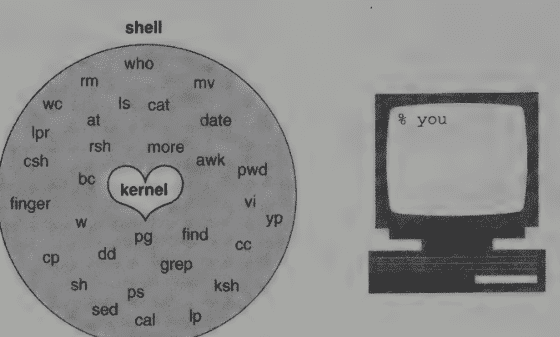 shell
who
rm
mv
wc
ls
cat
at
date
lpr
rsh
more
csh
awk
pwd
bc
kernel
finger
vi
yp
w
pg
find
cc
cp
dd
grep
sh
ps
ksh
sed
cal
lp
% you